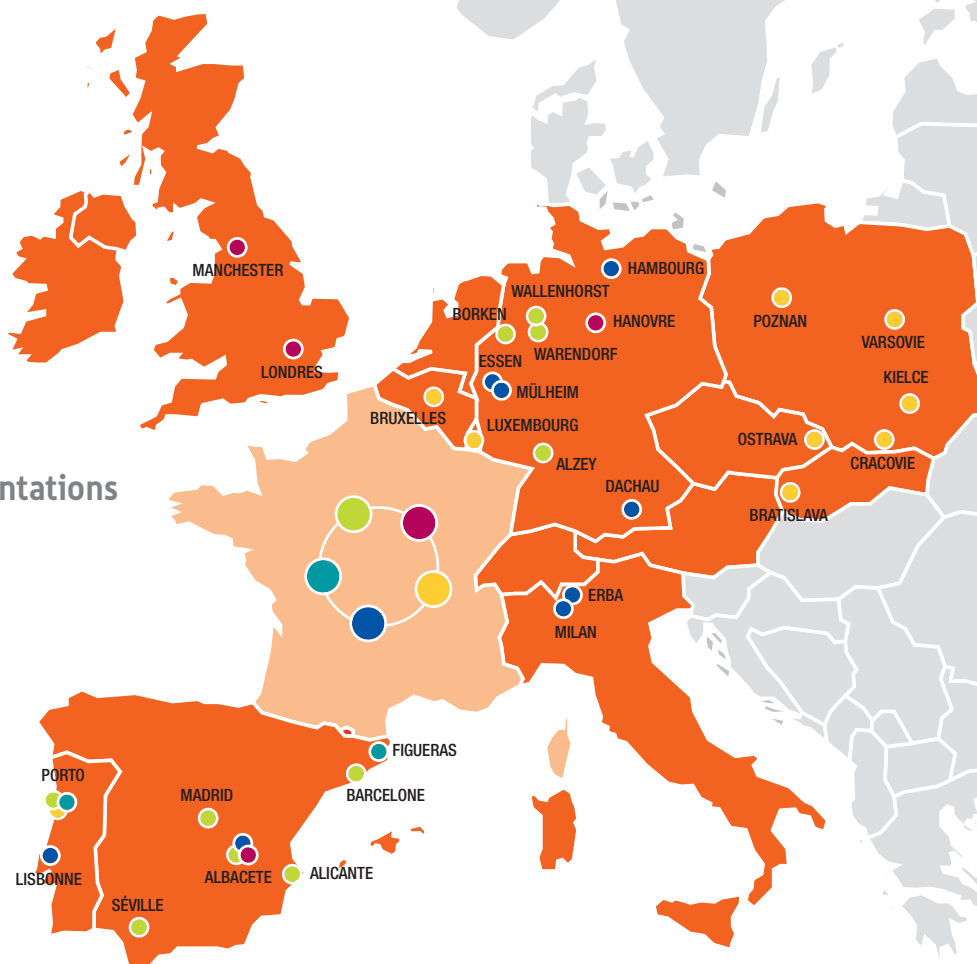 MANCHESTER
LONDRES
HAMBOURG
WALLENHORST
BORKEN
HANOVRE
WARENDORF
ESSEN
MÜLHEIM
POZNAN
VARSOVIE
KIELCE
BRUXELLES
LUXEMBOURG
OSTRAVA
CRACOVIE
ALZEY
DACHAU
BRATISLAVA
ntations
ERBA
MILAN
FIGUERAS
BARCELONE
PORTO
MADRID
LISBONNE
ALBACETE
ALICANTE
SÉVILLE